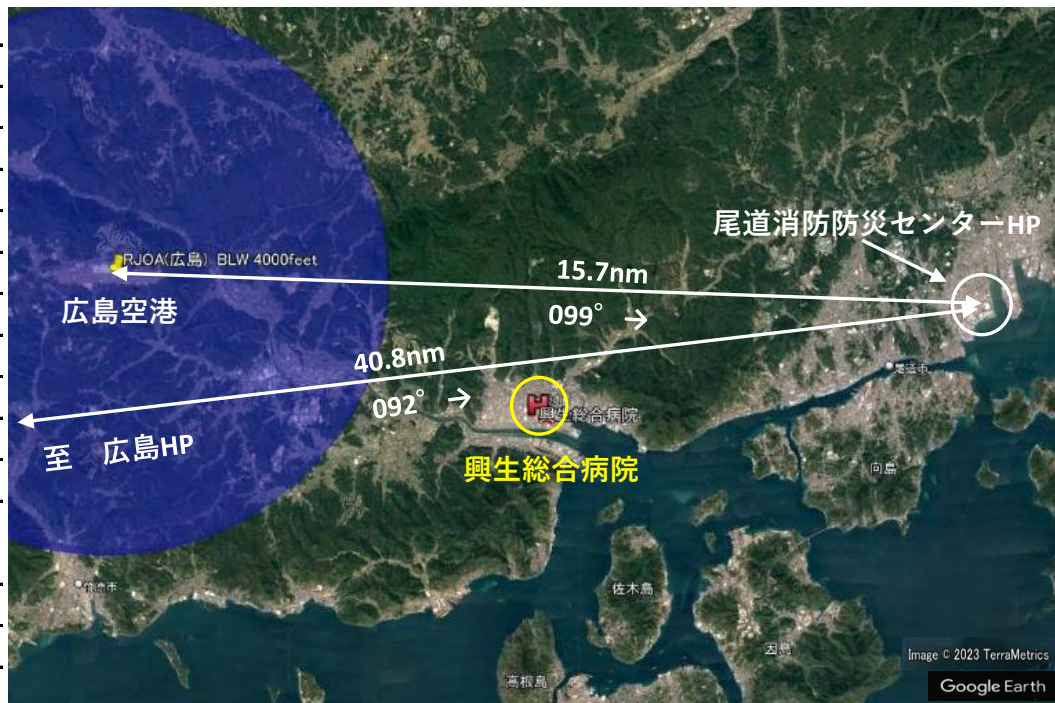 尾道消防防災センターHP
RJOA(広島) BLW 4000feet
15.7nm
広島空港
099° →
40.8nm
尾道市
092° →
興生総合病院
至 広島HP
興生総合病院
向島
竹原市
佐木島
因島
Image © 2023 TerraMetrics
高根島
Google Earth